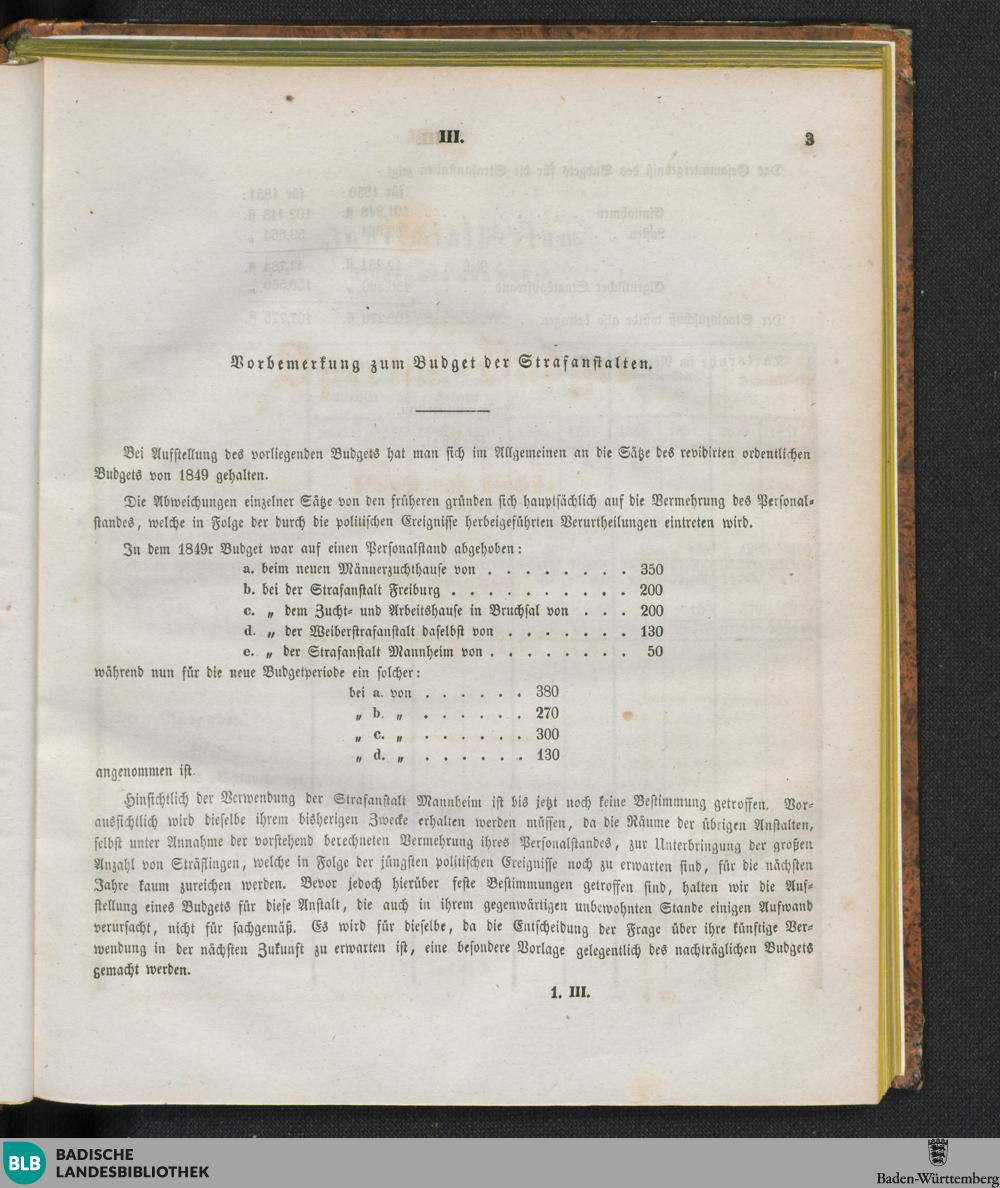 III.
3
Vorbemerkung zum Budget der Strafanstalten.
Bei Aufstellung des vorliegenden Budgets hat man sich im Allgemeinen an die Sätze des revidirten ordentlichen
Budgets von 1849 gehalten.
Die Abweichungen einzelner Sätze von den früheren gründen sich hauptsächlich auf die Vermehrung des Personal-
standes, welche in Folge der durch die politischen Ereignisse herbeigeführten Verurtheilungen eintreten wird.
In dem 1849r Budget war auf einen Personalstand abgehoben:
a. beim neuen Männerzuchthause von . . . . . . . . 350
b. bei der Strafanstalt Freiburg . . . . . . . . . . 200
c. „ dem Zucht- und Arbeitshause in Bruchsal von . . . 200
d. „ der Weiberstrafanstalt daselbst von . . . . . . . 130
e. „ der Strafanstalt Mannheim von . . . . . . . . 50
während nun für die neue Budgetperiode ein solcher:
bei a. von . . . . . . 380
„ b. „ . . . . . . 270
„ c. „ . . . . . . 300
„ d. „ . . . . . . 130
angenommen ist.
Hinsichtlich der Verwendung der Strafanstalt Mannheim ist bis jetzt noch keine Bestimmung getroffen. Vor-
aussichtlich wird dieselbe ihrem bisherigen Zwecke erhalten werden müssen, da die Räume der übrigen Anstalten,
selbst unter Annahme der vorstehend berechneten Vermehrung ihres Personalstandes, zur Unterbringung der großen
Anzahl von Sträflingen, welche in Folge der jüngsten politischen Ereignisse noch zu erwarten sind, für die nächsten
Jahre kaum zureichen werden. Bevor jedoch hierüber feste Bestimmungen getroffen sind, halten wir die Auf-
stellung eines Budgets für diese Anstalt, die auch in ihrem gegenwärtigen unbewohnten Stande einigen Aufwand
verursacht, nicht für sachgemäß. Es wird für dieselbe, da die Entscheidung der Frage über ihre künftige Ver-
wendung in der nächsten Zukunft zu erwarten ist, eine besondere Vorlage gelegentlich des nachträglichen Budgets
gemacht werden.
1. III.
BLB
BADISCHE
LANDESBIBLIOTHEK
Baden-Württemberg